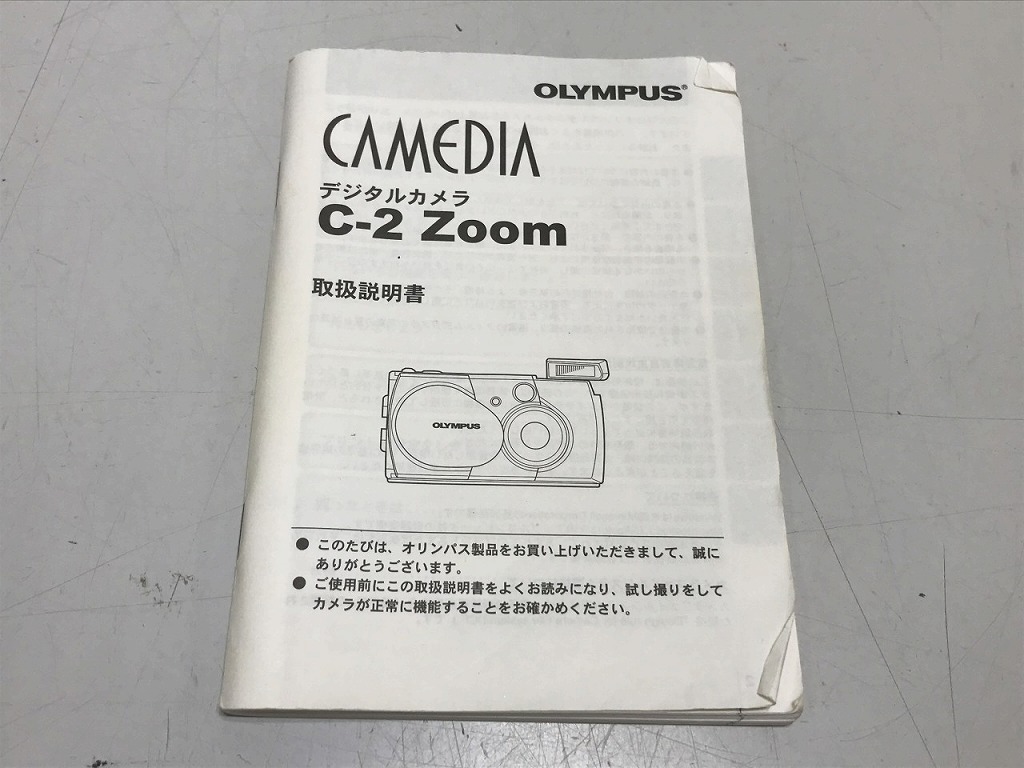 OLYMPUS®
CAMEDIA
デジタルカメラ
C-2 Zoom
取扱説明書
OLYMPUS
● このたびは、オリンパス製品をお買い上げいただきまして、誠に
ありがとうございます。
● ご使用前にこの取扱説明書をよくお読みになり、試し撮りをして
カメラが正常に機能することをお確かめください。